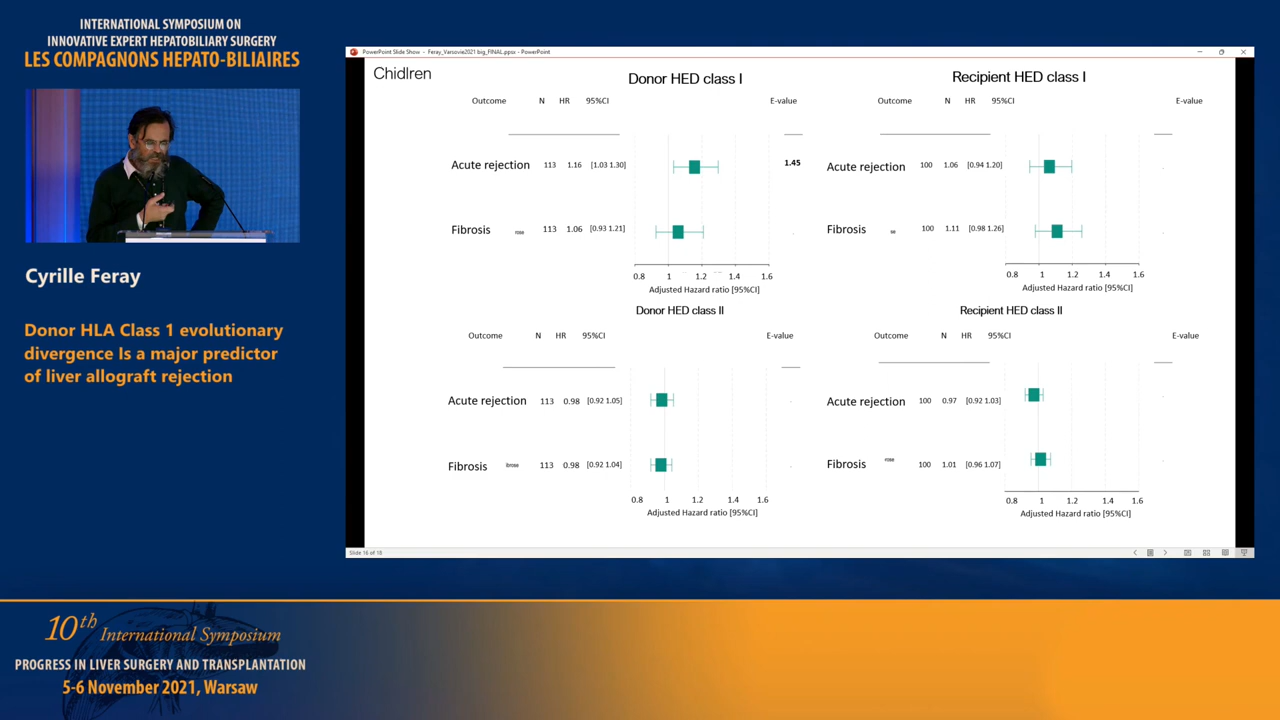 INTERNATIONAL SYMPOSIUM ON
INNOVATIVE EXPERT HEPATOBILIARY SURGERY
LES COMPAGNONS HEPATO-BILIAIRES
Cyrille Feray
Donor HLA Class 1 evolutionary
divergence Is a major predictor
of liver allograft rejection
PowerPoint Slide Show - Feray_Varsovie2021 big_FINAL.ppsx - PowerPoint
Chidlren
Donor HED class I
Outcome N HR 95%CI E-value
Acute rejection 113 1.16 [1.03 1.30] 1.45
Fibrosis rose 113 1.06 [0.93 1.21]
0.8 1 1.2 1.4 1.6
Adjusted Hazard ratio [95%CI]
Recipient HED class I
Outcome N HR 95%CI E-value
Acute rejection 100 1.06 [0.94 1.20]
Fibrosis se 100 1.11 [0.98 1.26]
0.8 1 1.2 1.4 1.6
Adjusted Hazard ratio [95%CI]
Donor HED class II
Outcome N HR 95%CI E-value
Acute rejection 113 0.98 [0.92 1.05]
Fibrosis brose 113 0.98 [0.92 1.04]
0.8 1 1.2 1.4 1.6
Adjusted Hazard ratio [95%CI]
Recipient HED class II
Outcome N HR 95%CI E-value
Acute rejection 100 0.97 [0.92 1.03]
Fibrosis rose 100 1.01 [0.96 1.07]
0.8 1 1.2 1.4 1.6
Adjusted Hazard ratio [95%CI]
Slide 16 of 18
10th International Symposium
PROGRESS IN LIVER SURGERY AND TRANSPLANTATION
5-6 November 2021, Warsaw